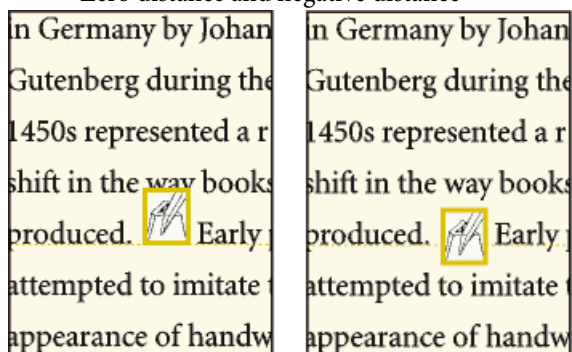 Zero distance and negative distance
in Germany by Johan
Gutenberg during the
1450s represented a r
shift in the way books
produced. Early
attempted to imitate
appearance of handw
in Germany by Johan
Gutenberg during the
1450s represented a r
shift in the way books
produced. Early
attempted to imitate
appearance of handw